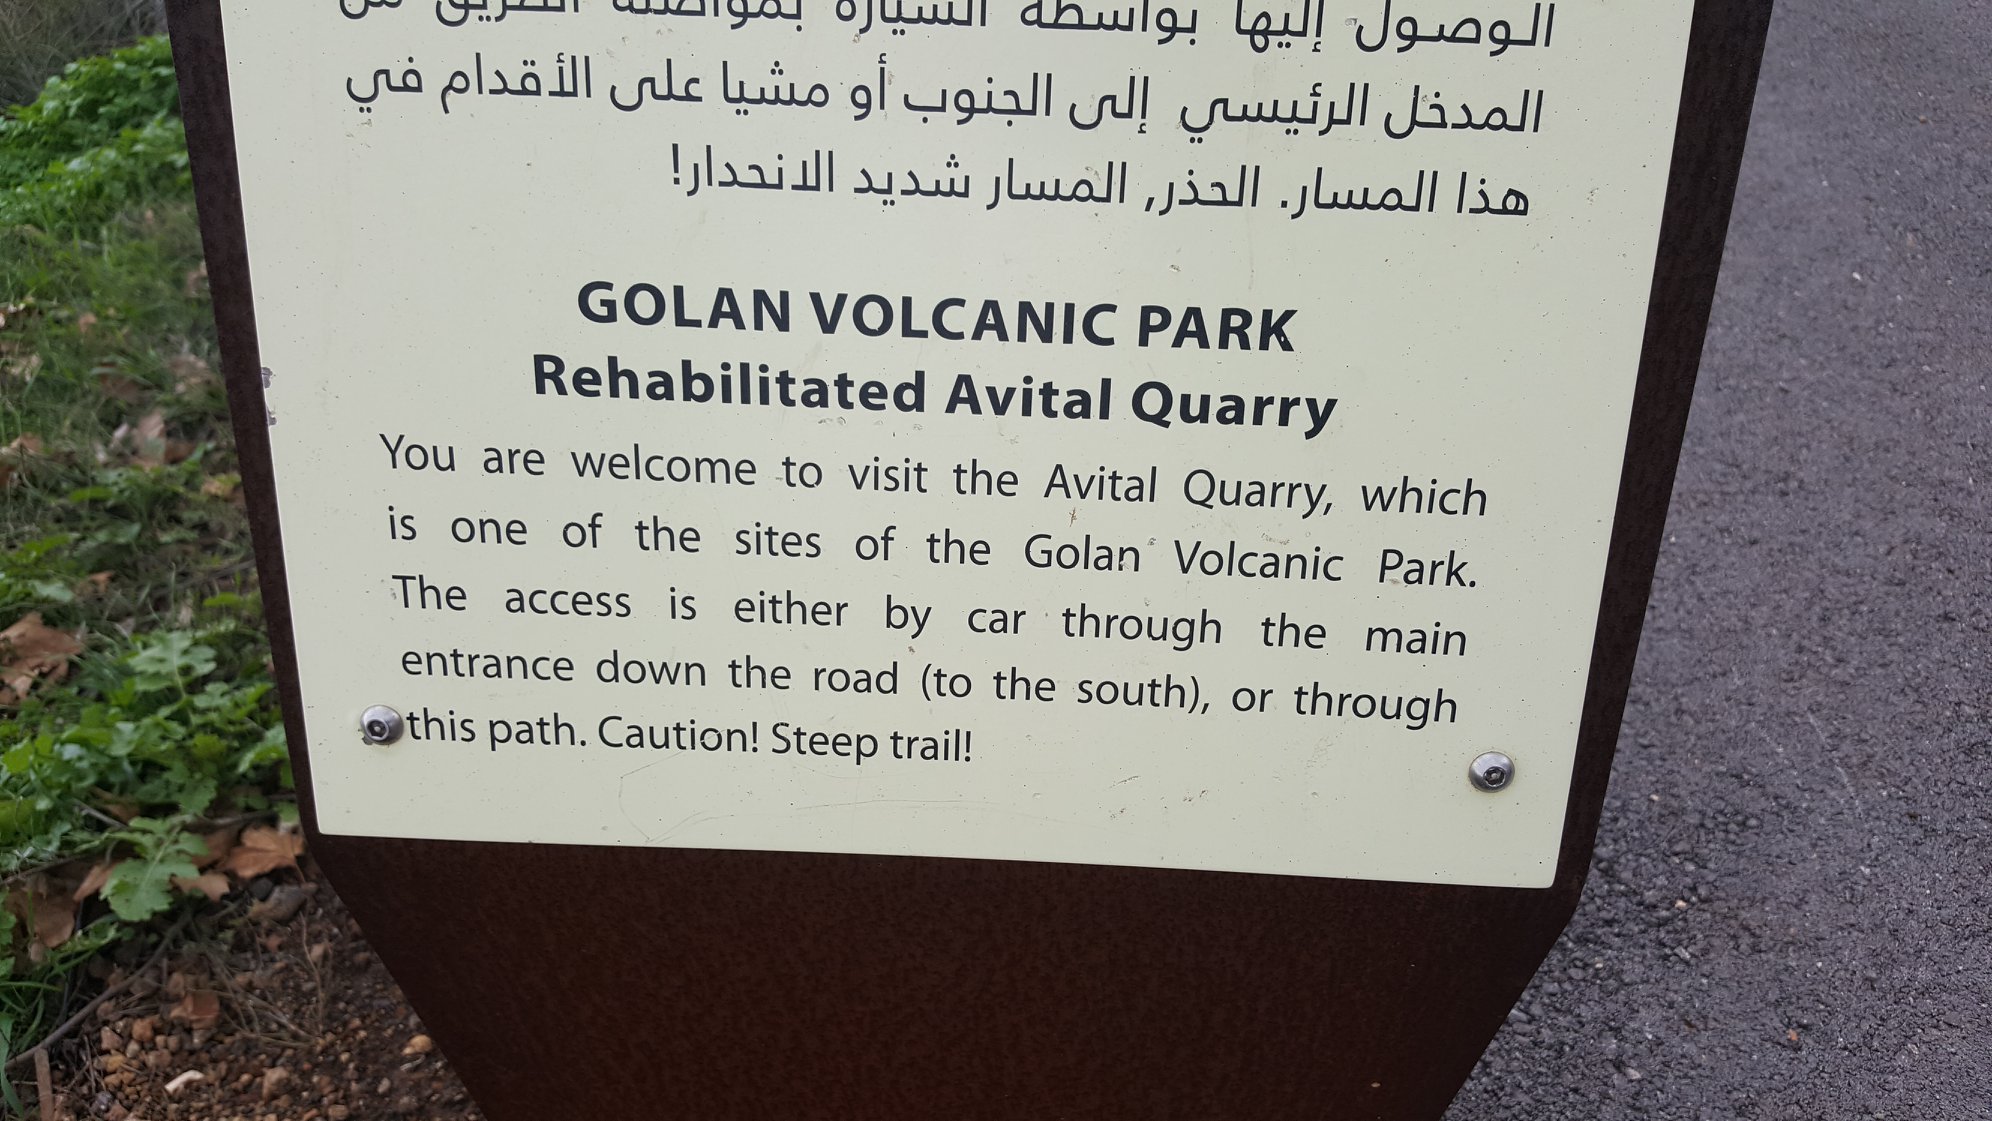 الوصول إليها بواسطة السيارة بمواصلة الطريق من
المدخل الرئيسي إلى الجنوب أو مشيا على الأقدام في
هذا المسار. الحذر, المسار شديد الانحدار!
GOLAN VOLCANIC PARK
Rehabilitated Avital Quarry
You are welcome to visit the Avital Quarry, which
is one of the sites of the Golan Volcanic Park.
The access is either by car through the main
entrance down the road (to the south), or through
this path. Caution! Steep trail!